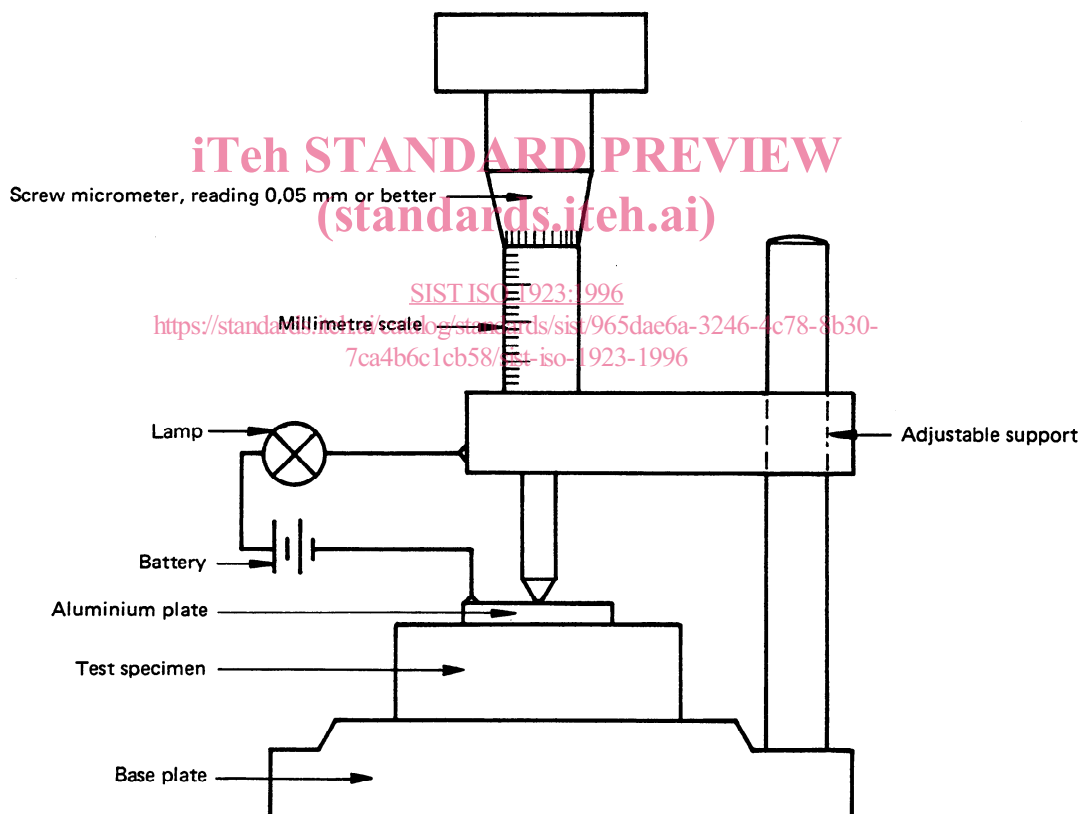 iTeh STANDARD PREVIEW
Screw micrometer, reading 0,05 mm or better
(standards.iteh.ai)
SIST ISO 1923:1996
Millimetre scale
https://standards.iteh.ai/catalog/standards/sist/965dae6a-3246-4c78-8b30-
7ca4b6c1cb58/sist-iso-1923-1996
Lamp
Adjustable support
Battery
Aluminium plate
Test specimen
Base plate